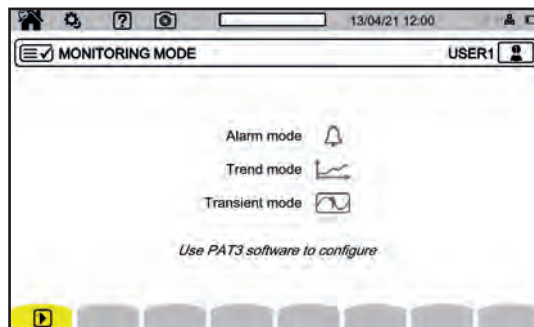 ?
13/04/21 12:00
MONITORING MODE USER1
Alarm mode
Trend mode
Transient mode
Use PAT3 software to configure